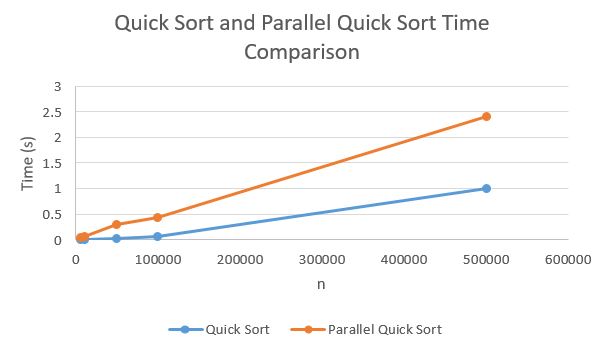 Quick Sort and Parallel Quick Sort Time
Comparison
3
2.5
2
1.5
1
0.5
0
Time (s)
0 100000 200000 300000 400000 500000 600000
n
Quick Sort Parallel Quick Sort